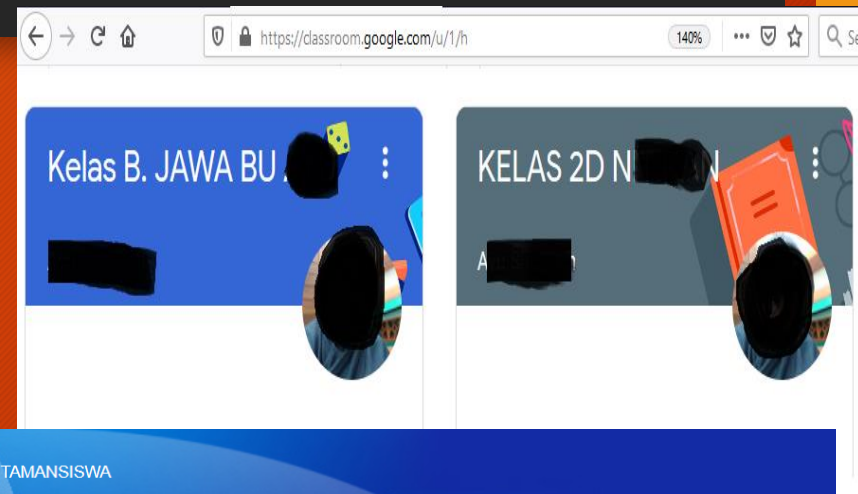 https://classroom.google.com/u/1/h
140%
Kelas B. JAWA BU
KELAS 2D
TAMANSISWA